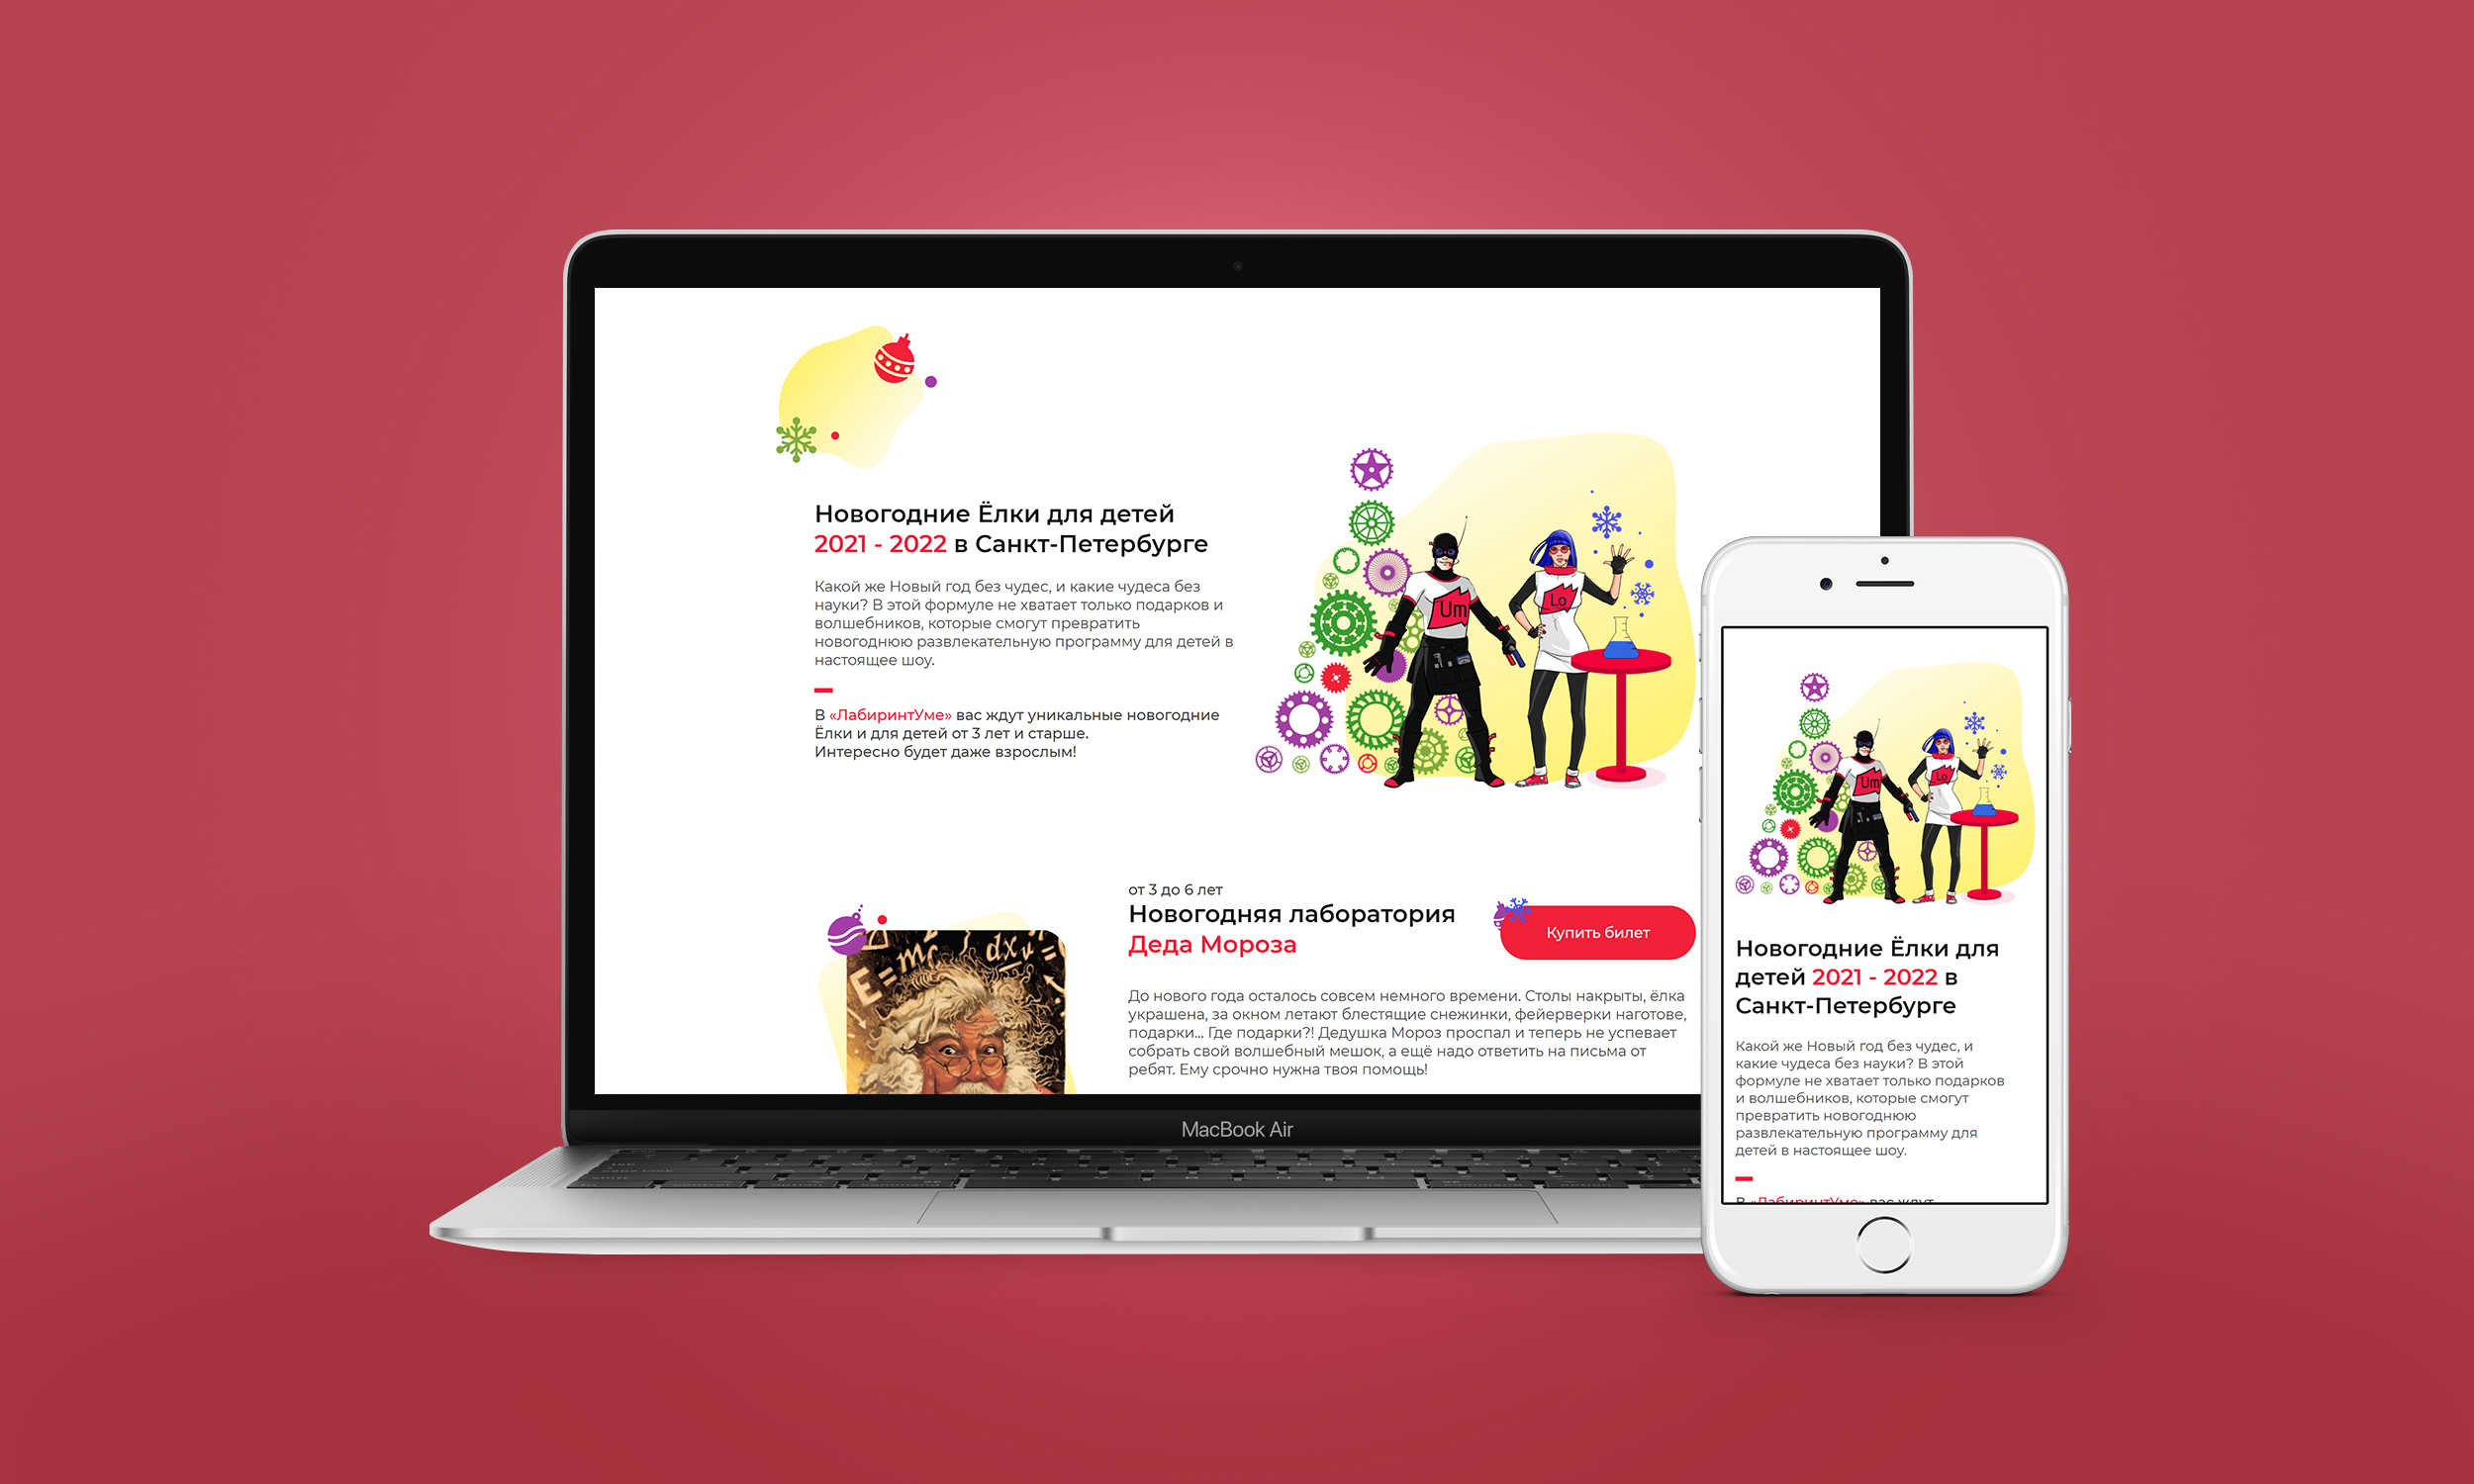 Новогодние Ёлки для детей
2021 - 2022 в Санкт-Петербурге
Какой же Новый год без чудес, и какие чудеса без
науки? В этой формуле не хватает только подарков и
волшебников, которые смогут превратить
новогоднюю развлекательную программу для детей в
настоящее шоу.
В «ЛабиринтУме» вас ждут уникальные новогодние
Ёлки и для детей от 3 лет и старше.
Интересно будет даже взрослым!
Um
Lo
от 3 до 6 лет
Новогодняя лаборатория
Деда Мороза
Купить билет
E=mc
dx
До нового года осталось совсем немного времени. Столы накрыты, ёлка
украшена, за окном летают блестящие снежинки, фейерверки наготове,
подарки... Где подарки?! Дедушка Мороз проспал и теперь не успевает
собрать свой волшебный мешок, а ещё надо ответить на письма от
ребят. Ему срочно нужна твоя помощь!
MacBook Air
Um
Lo
Новогодние Ёлки для
детей 2021 - 2022 в
Санкт-Петербурге
Какой же Новый год без чудес, и
какие чудеса без науки? В этой
формуле не хватает только подарков
и волшебников, которые смогут
превратить новогоднюю
развлекательную программу для
детей в настоящее шоу.
В «ЛабиринтУме» вас ждут